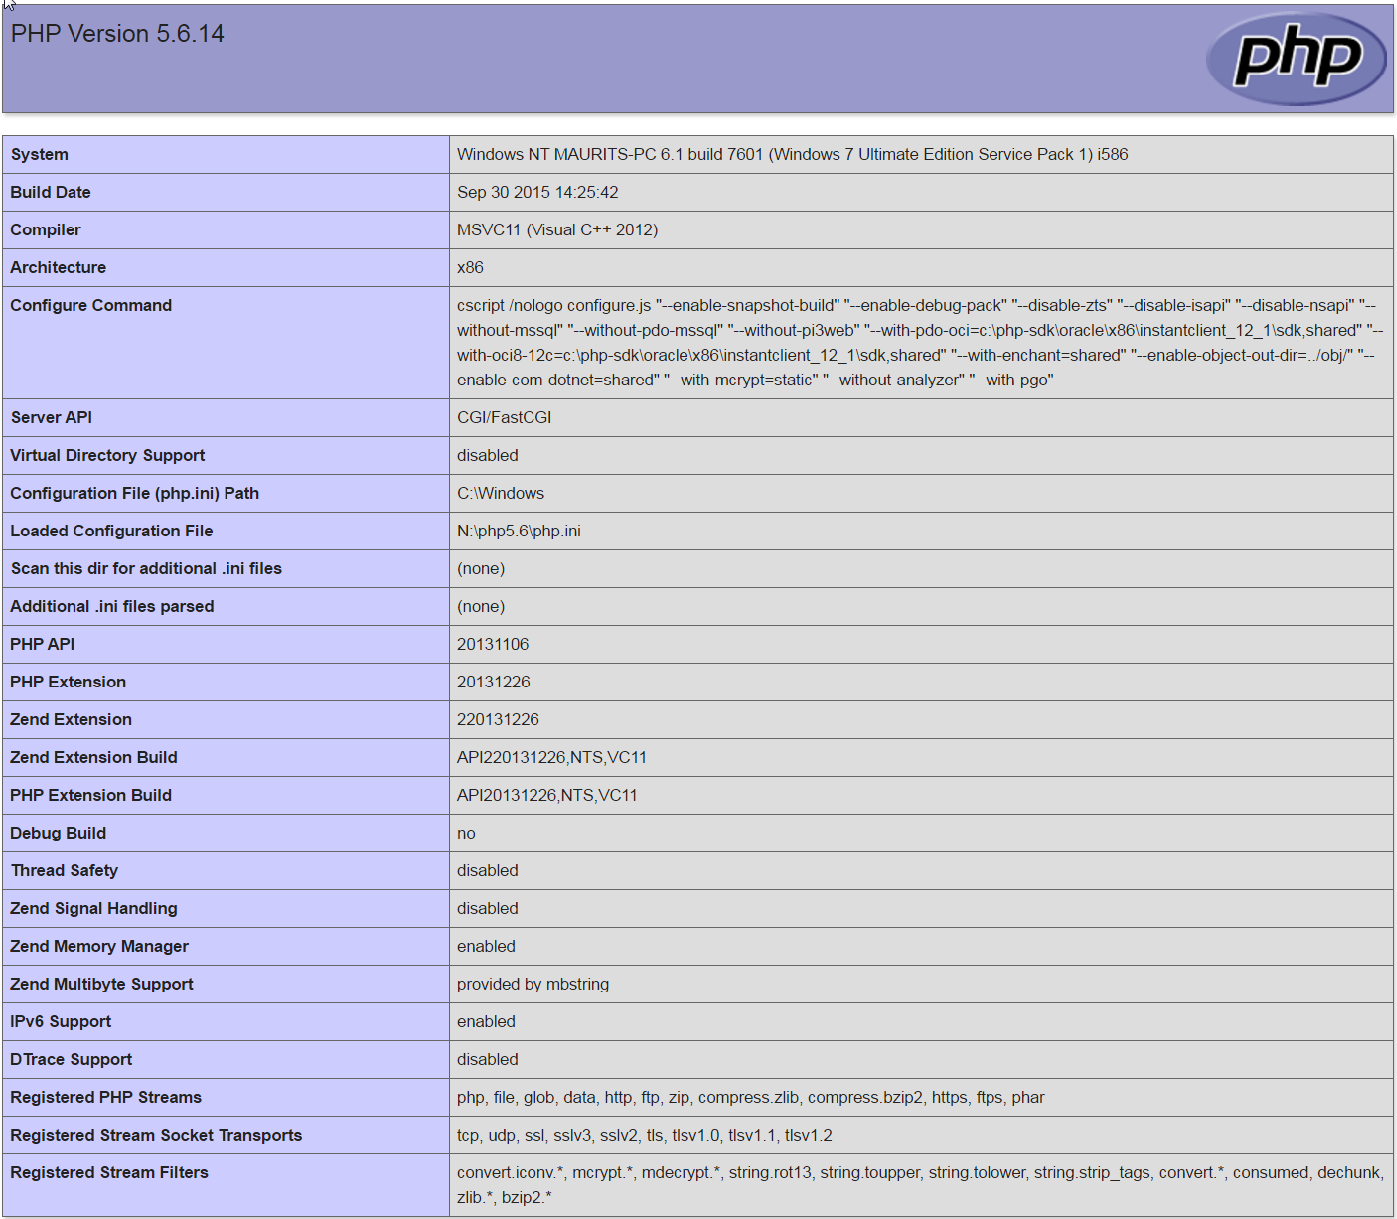 PHP Version 5.6.14
php
System Windows NT MAURITS-PC 6.1 build 7601 (Windows 7 Ultimate Edition Service Pack 1) i586
Build Date Sep 30 2015 14:25:42
Compiler MSVC11 (Visual C++ 2012)
Architecture x86
Configure Command cscript /nologo configure.js "--enable-snapshot-build" "--enable-debug-pack" "--disable-zts" "--disable-isapi" "--disable-nsapi" "--
without-mssql" "--without-pdo-mssql" "--without-pi3web" "--with-pdo-oci=c:\php-sdk\oracle\x86\instantclient_12_1\sdk,shared" "--
with-oci8-12c=c:\php-sdk\oracle\x86\instantclient_12_1\sdk,shared" "--with-enchant=shared" "--enable-object-out-dir=../obj/" "--
enable-com-dotnet=shared" "--with-mcrypt=static" "--without-analyzer" "--with-pgo"
Server API CGI/FastCGI
Virtual Directory Support disabled
Configuration File (php.ini) Path C:\Windows
Loaded Configuration File N:\php5.6\php.ini
Scan this dir for additional .ini files (none)
Additional .ini files parsed (none)
PHP API 20131106
PHP Extension 20131226
Zend Extension 220131226
Zend Extension Build API220131226,NTS,VC11
PHP Extension Build API20131226,NTS,VC11
Debug Build no
Thread Safety disabled
Zend Signal Handling disabled
Zend Memory Manager enabled
Zend Multibyte Support provided by mbstring
IPv6 Support enabled
DTrace Support disabled
Registered PHP Streams php, file, glob, data, http, ftp, zip, compress.zlib, compress.bzip2, https, ftps, phar
Registered Stream Socket Transports tcp, udp, ssl, sslv3, sslv2, tls, tlsv1.0, tlsv1.1, tlsv1.2
Registered Stream Filters convert.iconv.*, mcrypt.*, mdecrypt.*, string.rot13, string.toupper, string.tolower, string.strip_tags, convert.*, consumed, dechunk,
zlib.*, bzip2.*